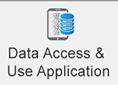 Data Access &
Use Application